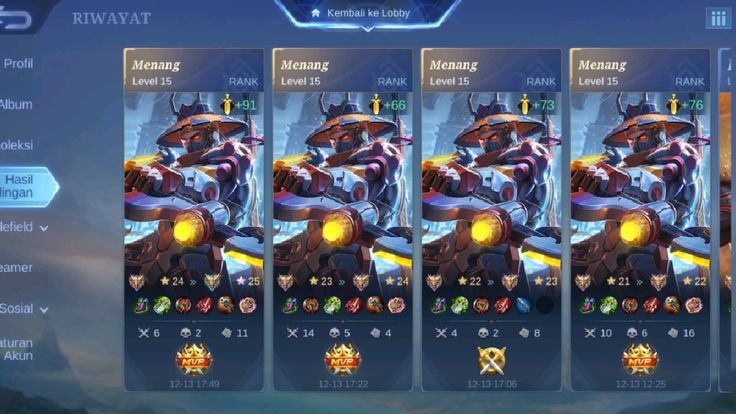 RIWAYAT
Kembali ke Lobby
Profil
Album
oleksi
Hasil
dingan
lefield
eamer
Sosial
aturan
Akun
Menang
Level 15 RANK
+91
24 » 25
6 2 11
MVP
12-13 17:49
Menang
Level 15 RANK
+66
23 » 24
14 5 4
MVP
12-13 17:22
Menang
Level 15 RANK
+73
22 » 23
4 2 8
12-13 17:06
Menang
Level 15 RANK
+76
21 » 22
10 6 16
MVP
12-13 12:25